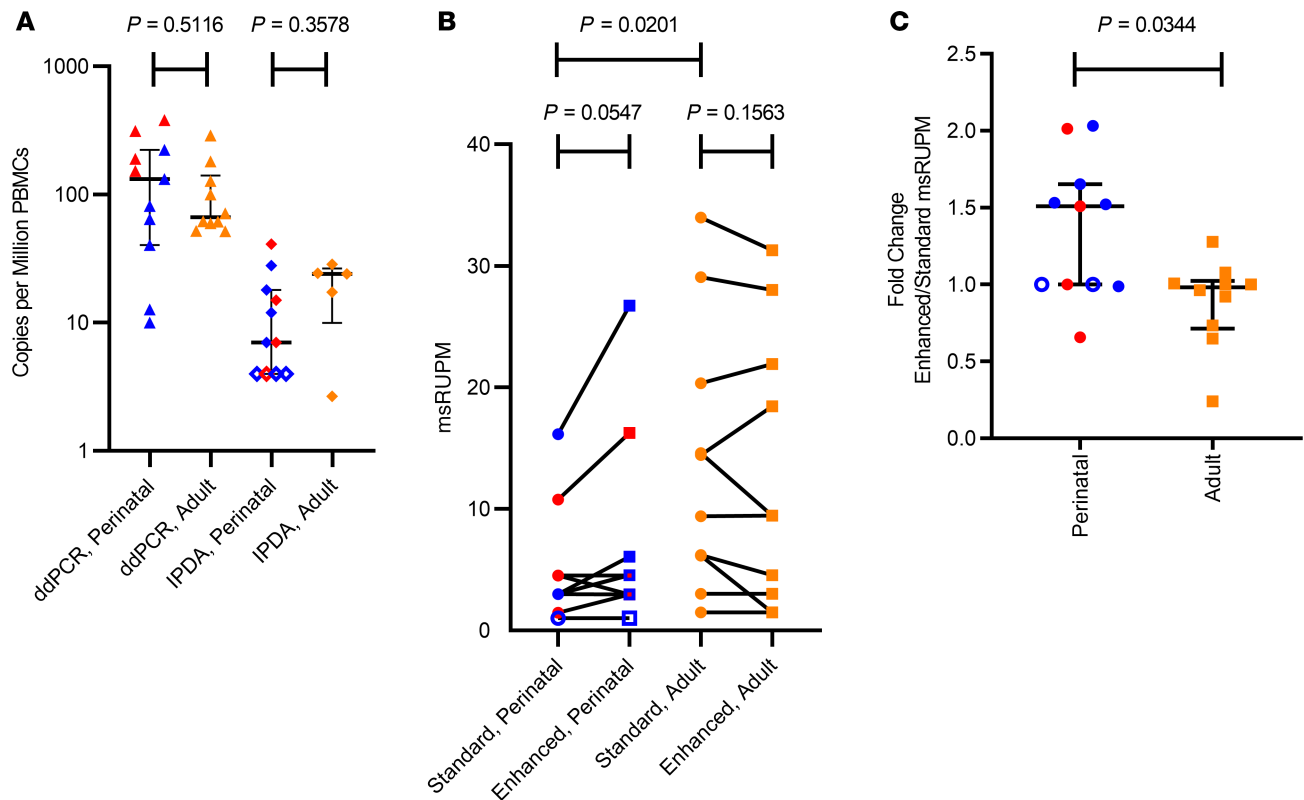 A
P = 0.5116
P = 0.3578
Copies per Million PBMCs
1000
100
10
1
ddPCR, Perinatal
ddPCR, Adult
IPDA, Perinatal
IPDA, Adult
B
P = 0.0201
P = 0.0547
P = 0.1563
msRUPM
40
30
20
10
0
Standard, Perinatal
Enhanced, Perinatal
Standard, Adult
Enhanced, Adult
C
P = 0.0344
Fold Change
Enhanced/Standard msRUPM
2.5
2.0
1.5
1.0
0.5
0.0
Perinatal
Adult